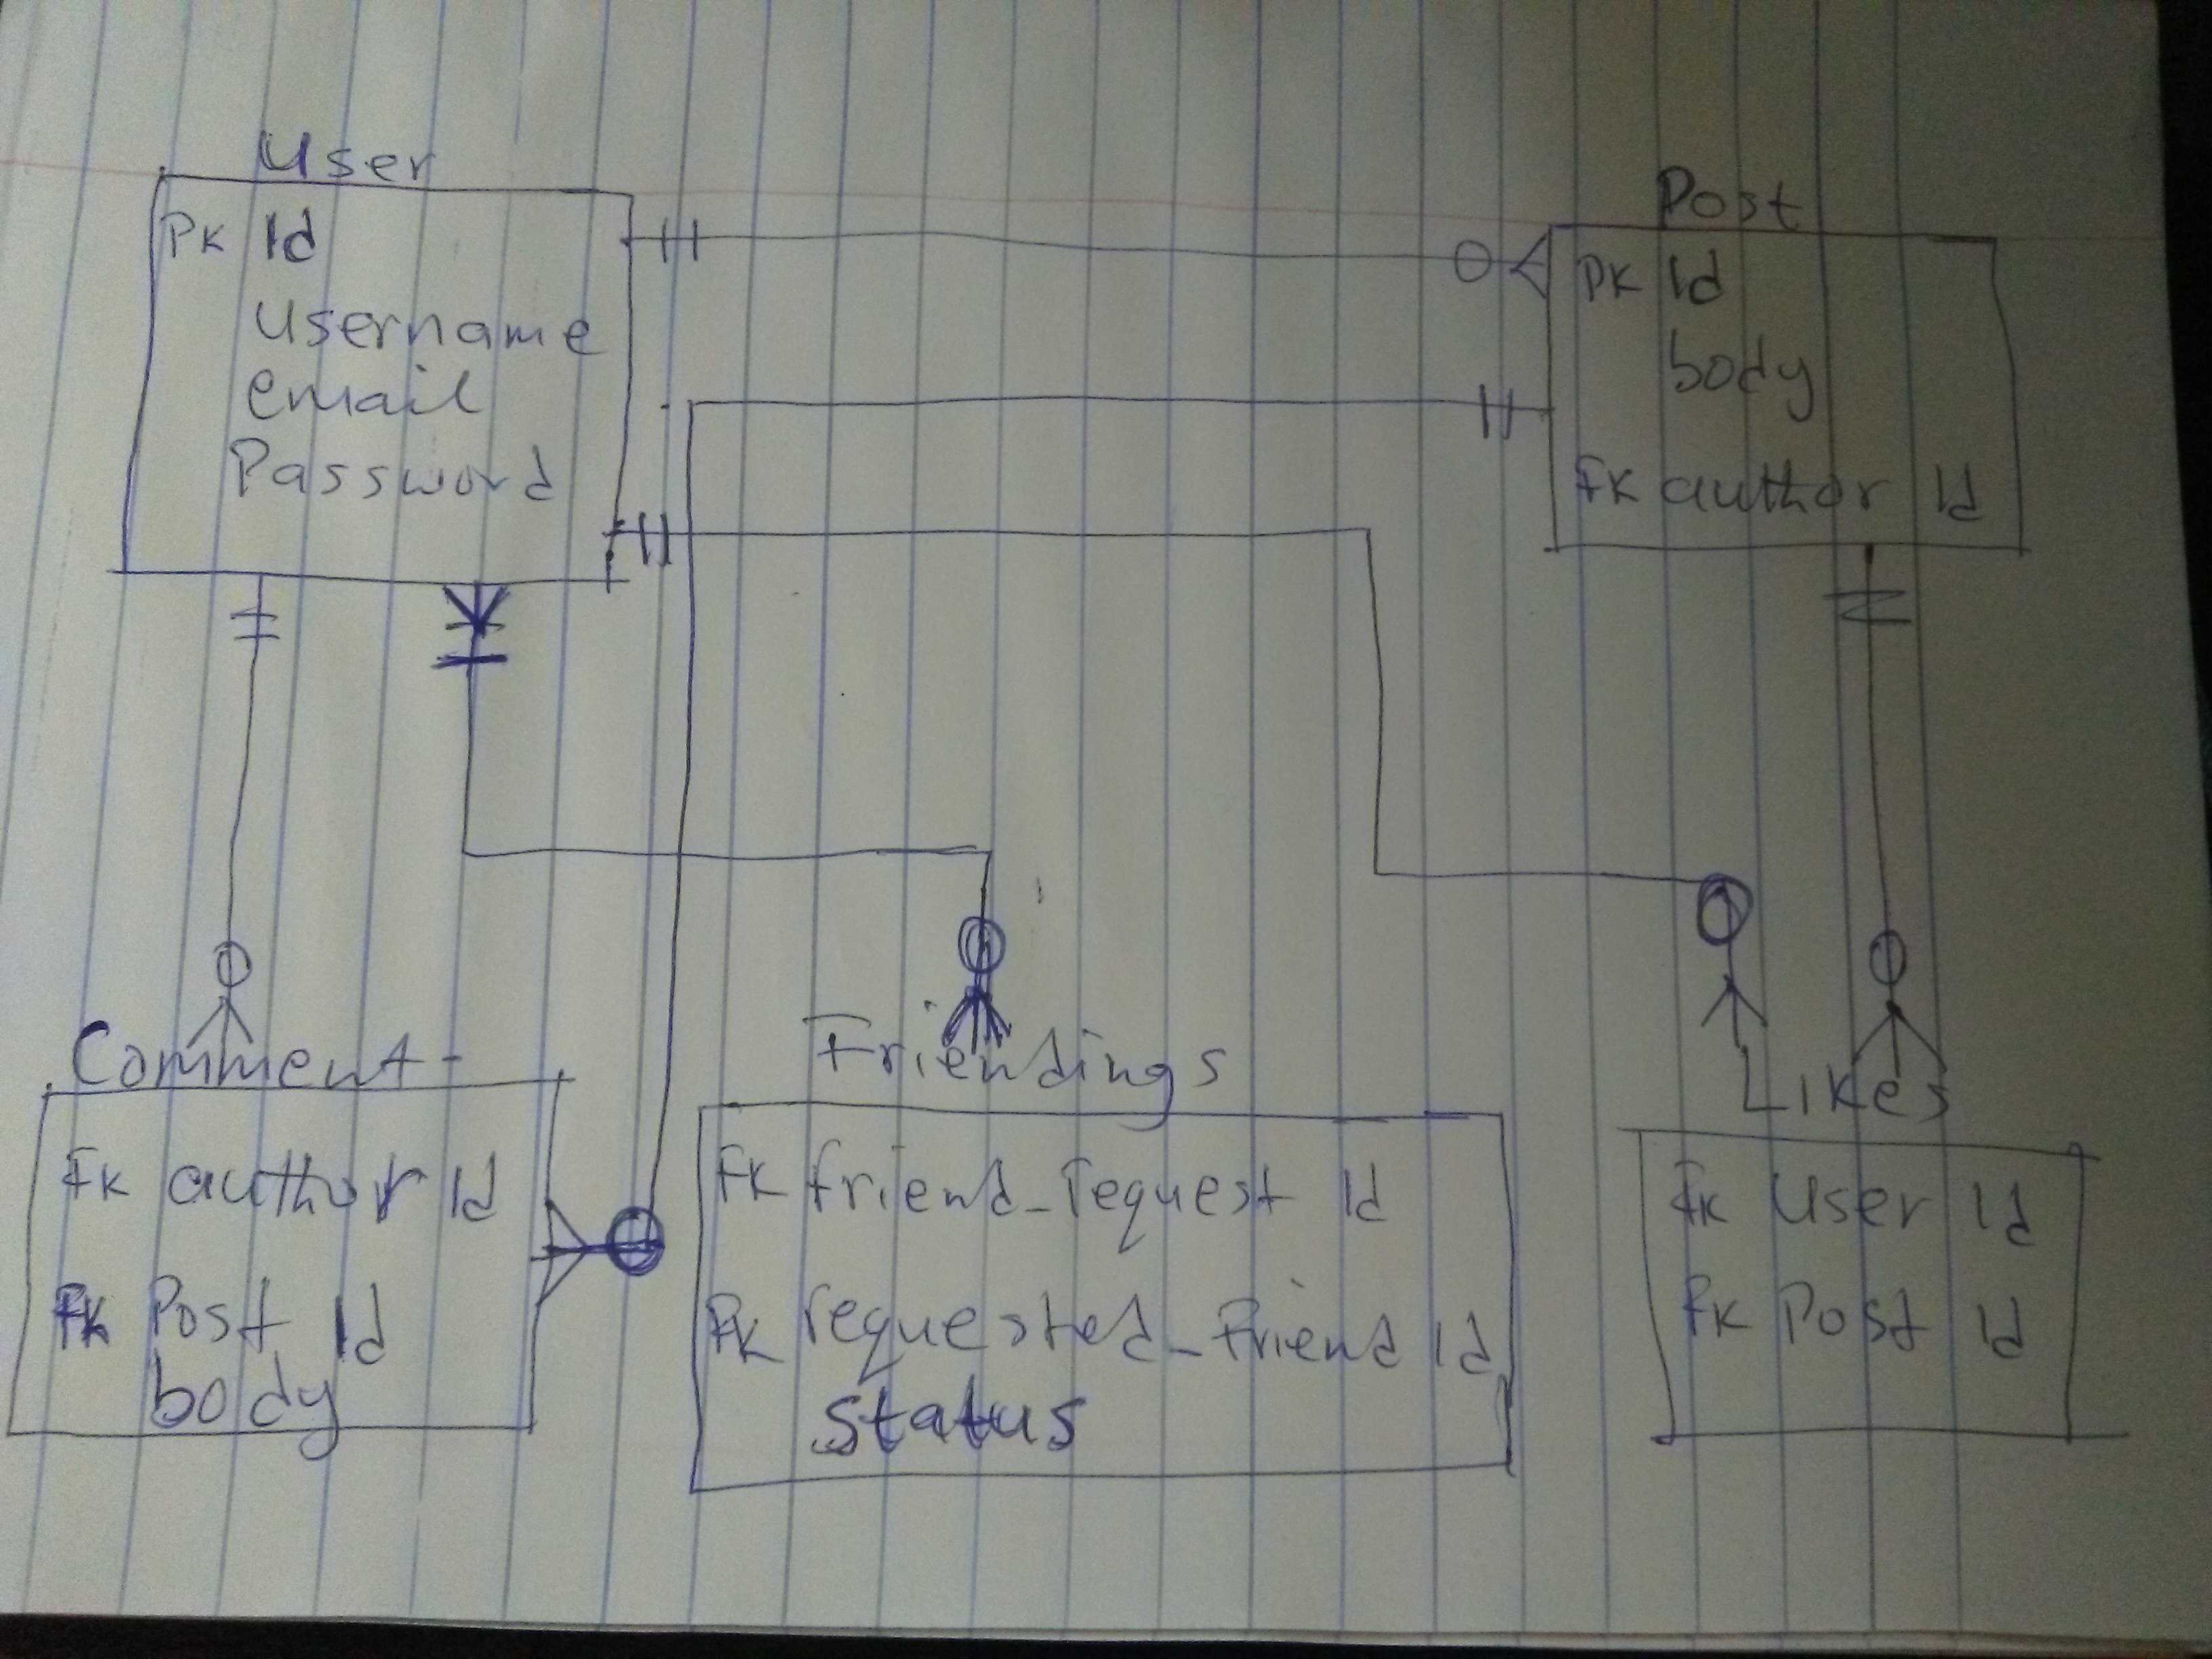 User
PK Id
Username
email
Password
Post
PK Id
body
FK author Id
Comment
FK author Id
FK Post Id
body
Friendings
FK friend_request Id
FK requested_Friend Id
status
Likes
FK User Id
FK Post Id